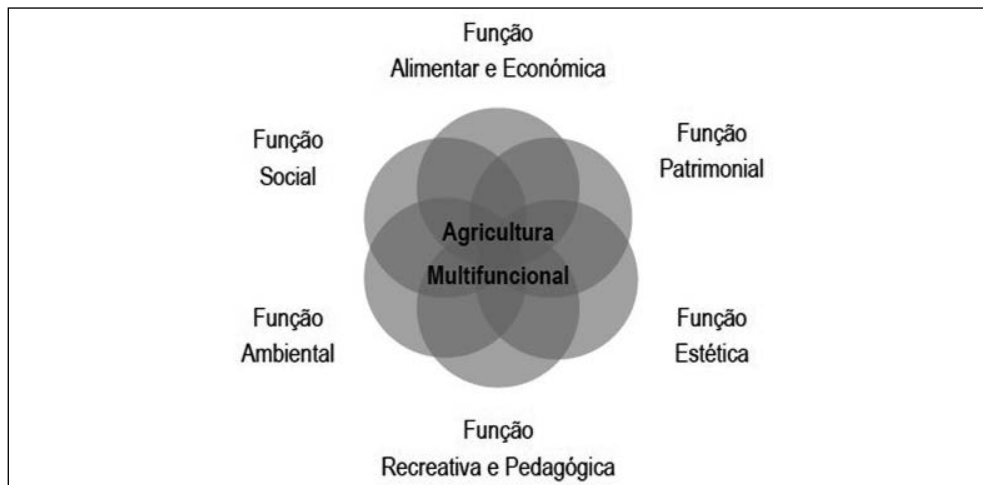 Função
Alimentar e Económica
Função
Social
Função
Patrimonial
Agricultura
Multifuncional
Função
Ambiental
Função
Estética
Função
Recreativa e Pedagógica